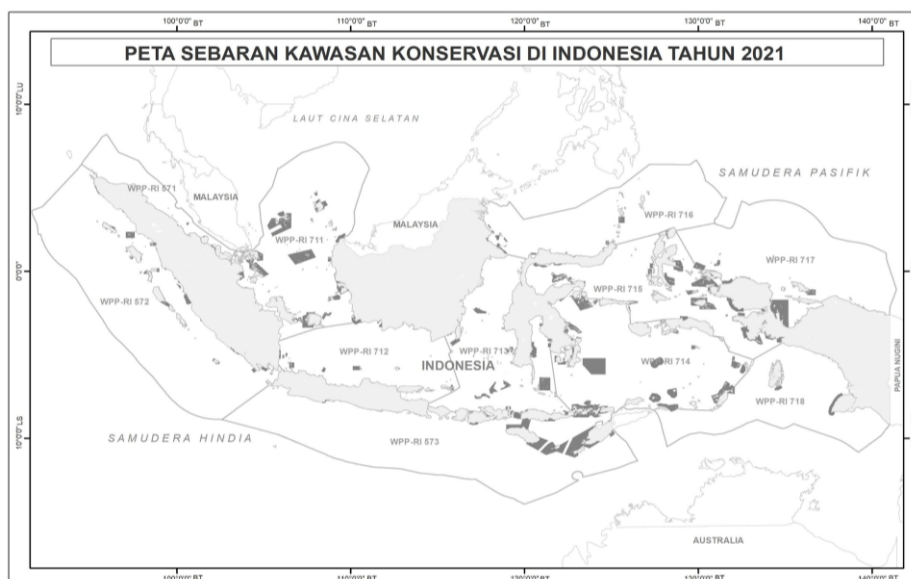 100°0'0" BT
110°0'0" BT
120°0'0" BT
130°0'0" BT
140°0'0" BT
PETA SEBARAN KAWASAN KONSERVASI DI INDONESIA TAHUN 2021
10°0'0"LU
LAUT CINA SELATAN
SAMUDERA PASIFIK
WPP-RI 571
MALAYSIA
MALAYSIA
WPP-RI 716
WPP-RI 711
WPP-RI 717
0°0'0"
WPP-RI 715
WPP-RI 572
WPP-RI 712
WPP-RI 713
WPP-RI 714
INDONESIA
PAPUA NUGINI
WPP-RI 718
10°0'0"LS
SAMUDERA HINDIA
WPP-RI 573
AUSTRALIA
100°0'0" BT
110°0'0" BT
120°0'0" BT
130°0'0" BT
140°0'0" BT